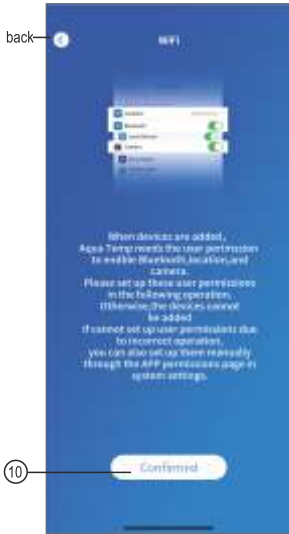 back
WiFi
Bluetooth
When devices are added,
Aqua Temp needs the user permission
to enible Bluetooth,location,and
camera.
Please set up these user permissions
in the following operation.
Otherwise,the devices cannot
be added
If cannot set up user permissions due
to incorrect operation,
you can also set up them manually
through the APP permissions page in
system settings.
10
Confirmed